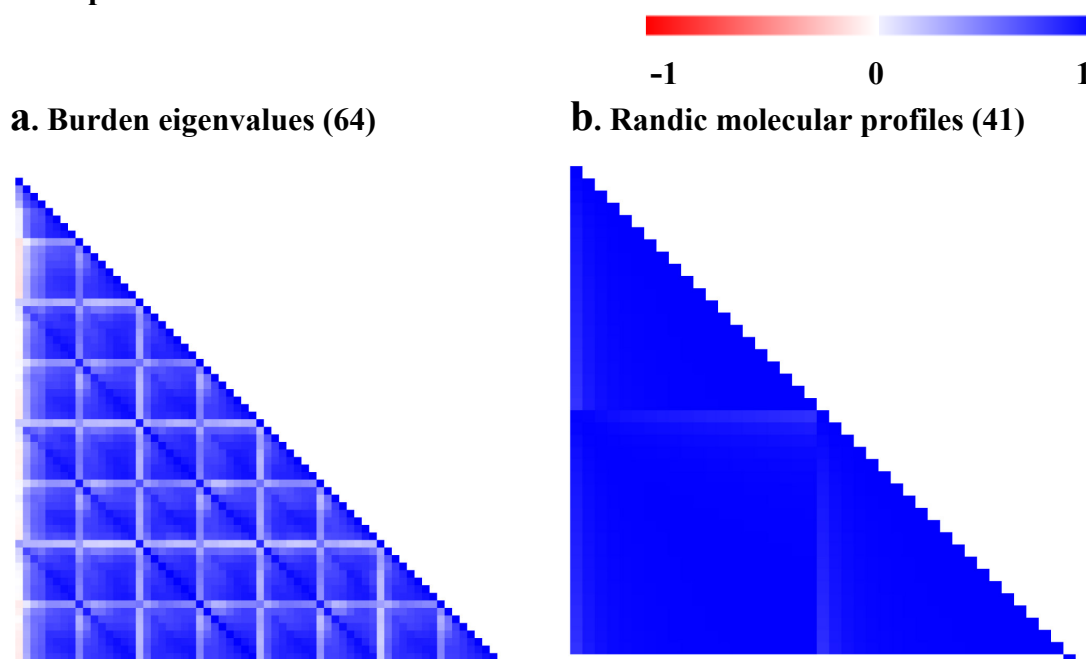 -1 0 1
a. Burden eigenvalues (64)
b. Randic molecular profiles (41)